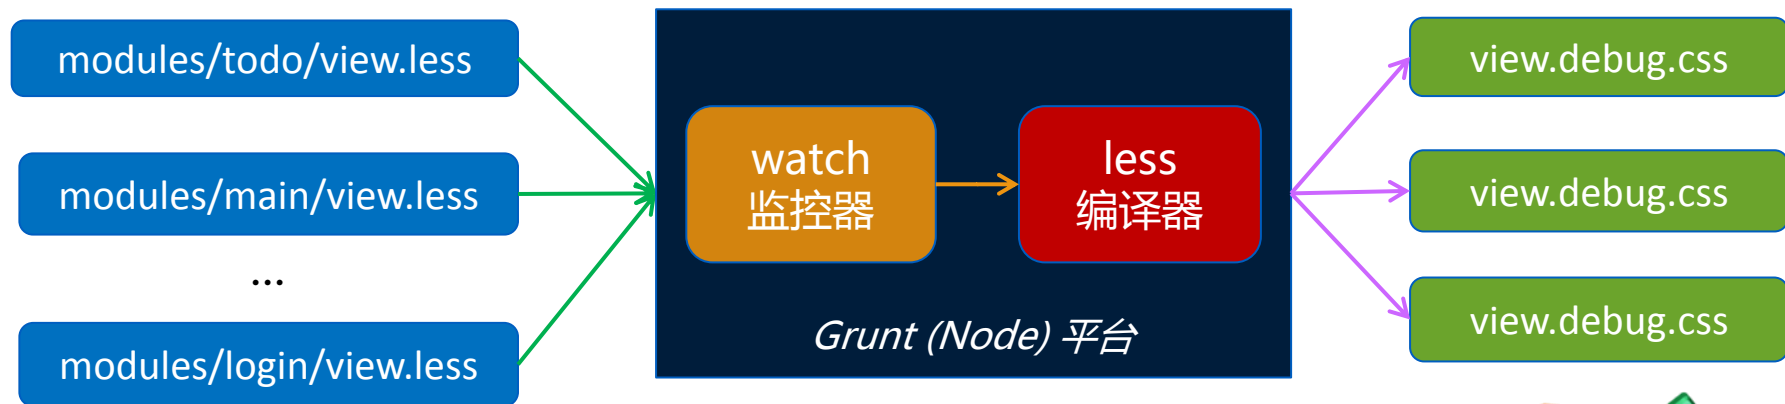 modules/todo/view.less
modules/main/view.less
...
modules/login/view.less
watch
监控器
less
编译器
Grunt (Node) 平台
view.debug.css
view.debug.css
view.debug.css